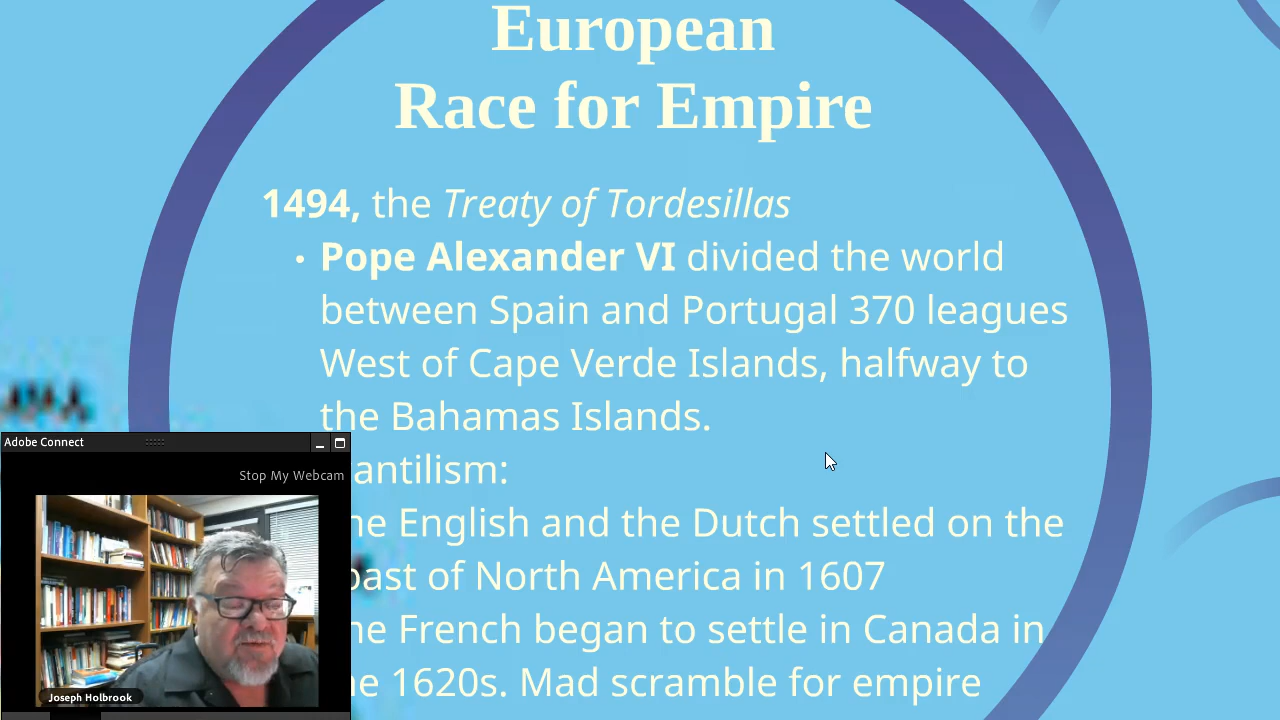 European
Race for Empire
1494, the Treaty of Tordesillas
• Pope Alexander VI divided the world
between Spain and Portugal 370 leagues
West of Cape Verde Islands, halfway to
the Bahamas Islands.
antilism:
he English and the Dutch settled on the
oast of North America in 1607
he French began to settle in Canada in
he 1620s. Mad scramble for empire
Adobe Connect
Stop My Webcam
Joseph Holbrook